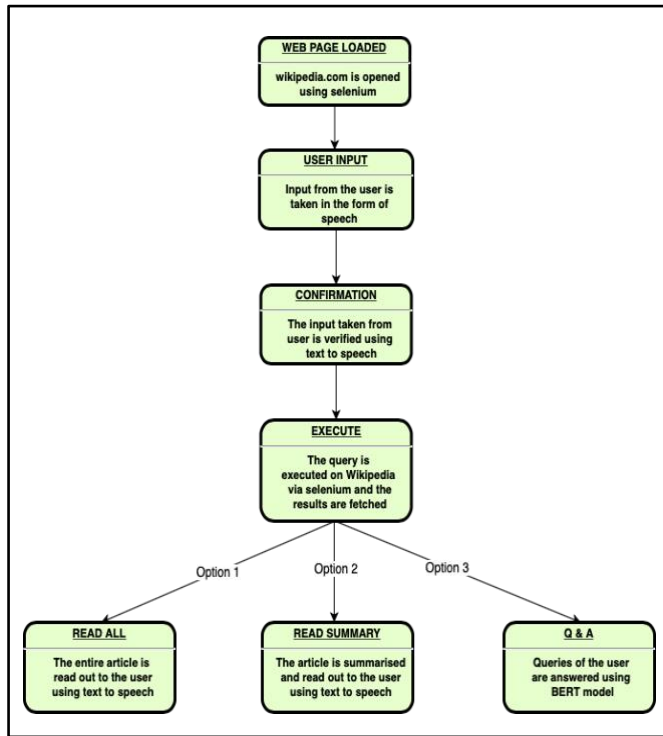 WEB PAGE LOADED
wikipedia.com is opened
using selenium
USER INPUT
Input from the user is
taken in the form of
speech
CONFIRMATION
The input taken from
user is verified using
text to speech
EXECUTE
The query is
executed on Wikipedia
via selenium and the
results are fetched
Option 1
Option 2
Option 3
READ ALL
The entire article is
read out to the user
using text to speech
READ SUMMARY
The article is summarised
and read out to the user
using text to speech
Q & A
Queries of the user
are answered using
BERT model